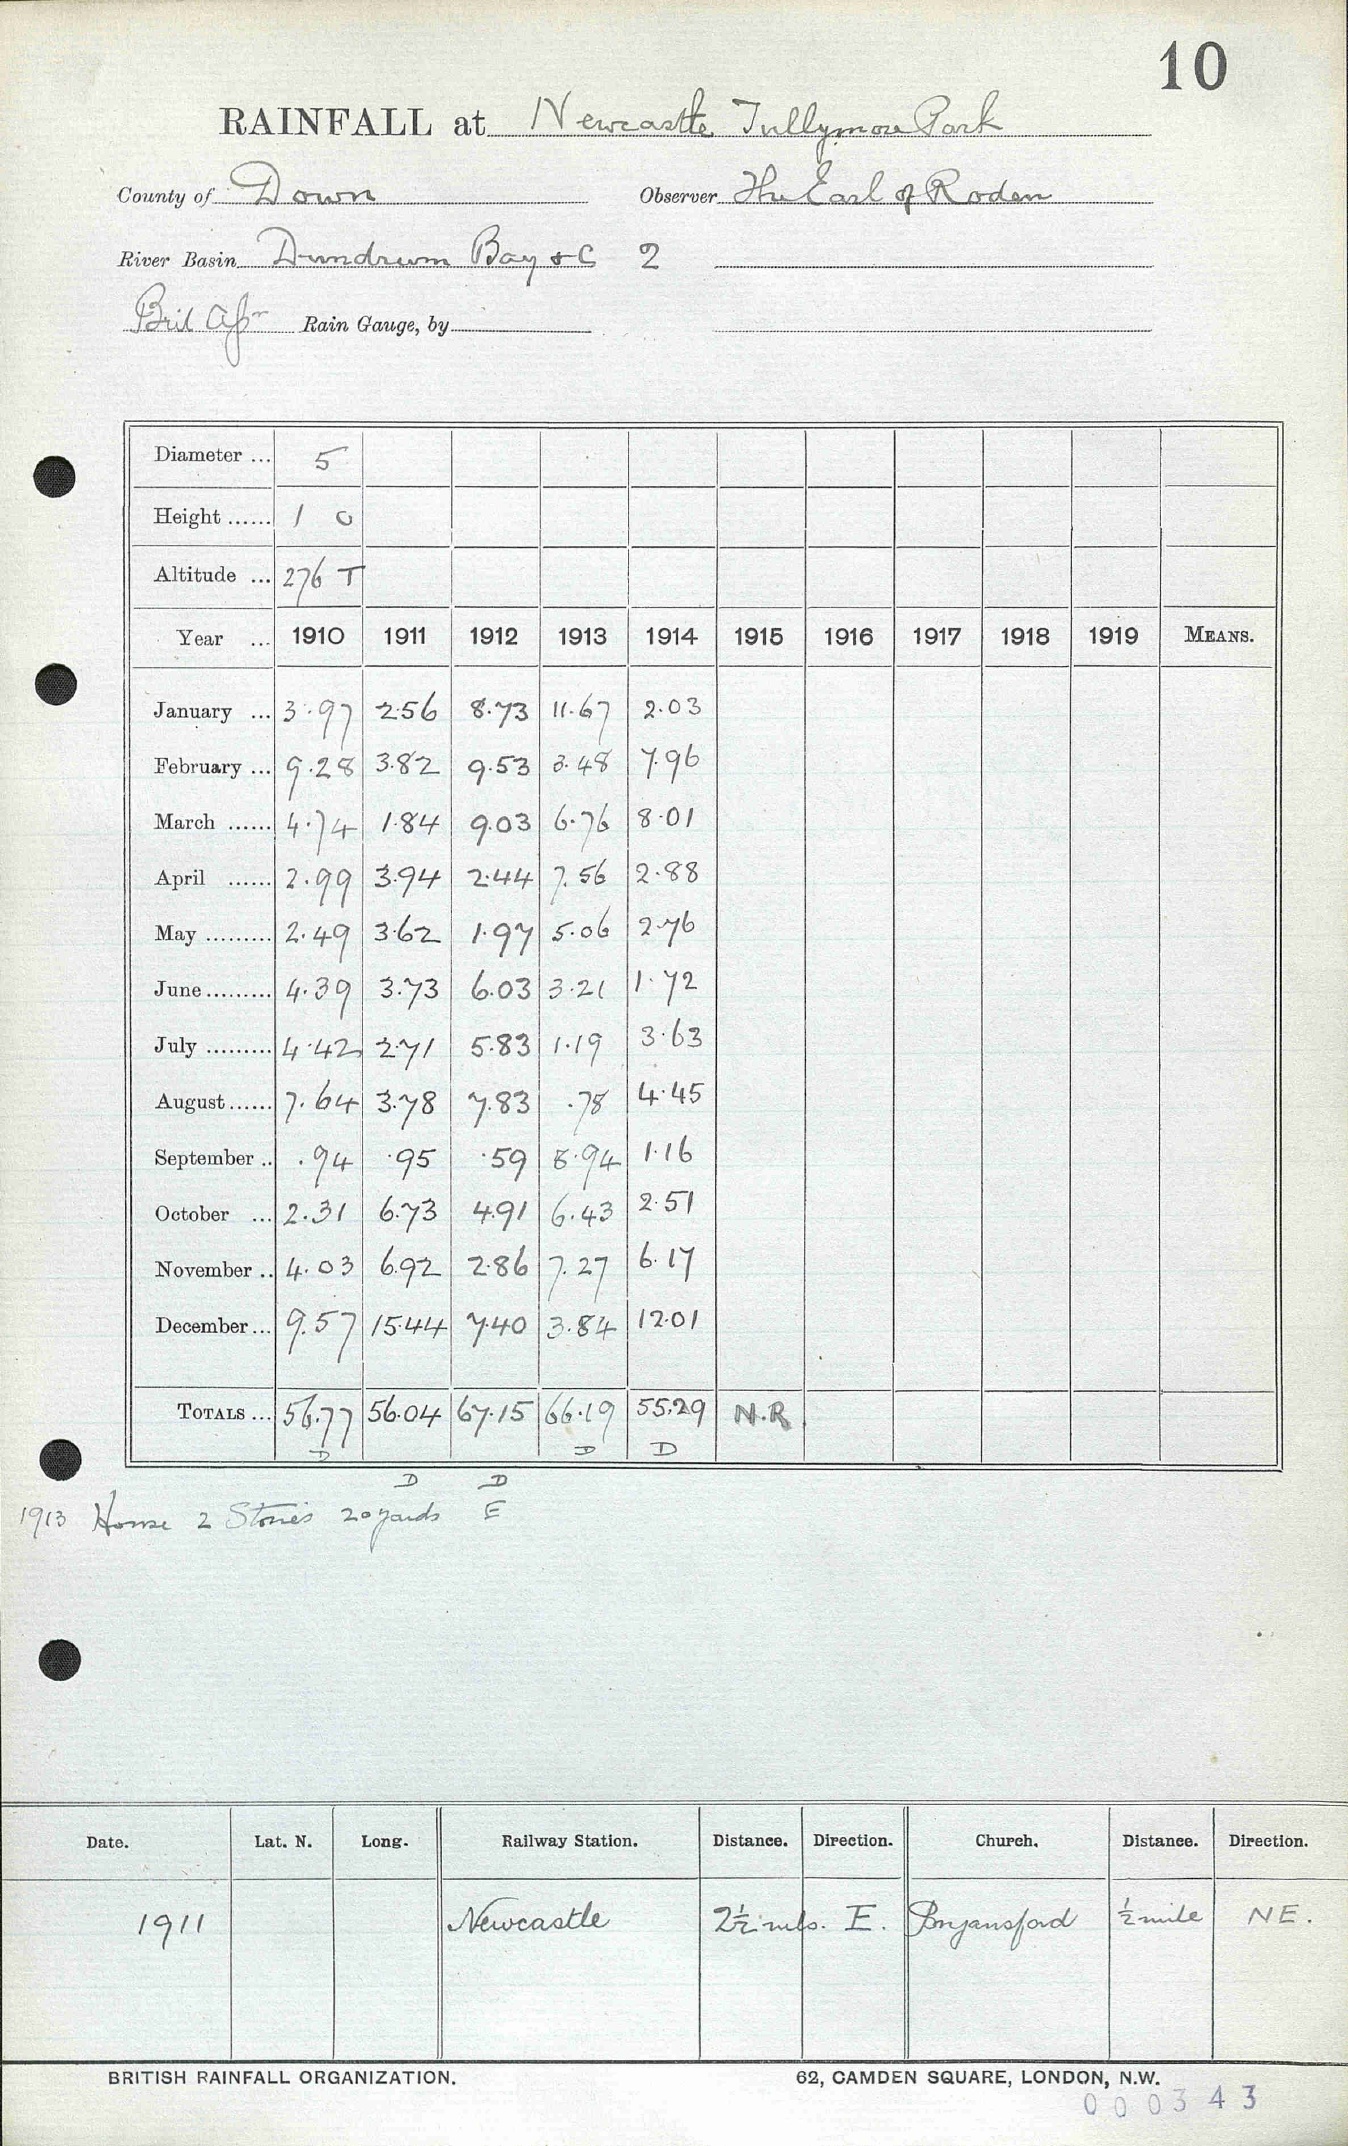 10
RAINFALL at Newcastle Tullymore Park
County of Down Observer The Earl of Roden
River Basin Dundrum Bay & C 2
Rain Gauge, by
Diameter ... 5
Height ...... 1 0
Altitude ... 276 T
Year ... 1910 1911 1912 1913 1914 1915 1916 1917 1918 1919 MEANS.
January ... 3.97 2.56 8.73 11.67 2.03
February ... 9.28 3.82 9.53 3.48 7.96
March ...... 4.74 1.84 9.03 6.76 8.01
April ...... 2.99 3.94 2.44 7.56 2.88
May ......... 2.49 3.62 1.97 5.06 2.76
June ......... 4.39 3.73 6.03 3.21 1.72
July ......... 4.42 2.71 5.83 1.19 3.63
August ...... 7.64 3.78 7.83 .78 4.45
September .. .94 .95 .59 8.94 1.16
October ... 2.31 6.73 4.91 6.43 2.51
November .. 4.03 6.92 2.86 7.27 6.17
December ... 9.57 15.44 7.40 3.84 12.01
TOTALS ... 56.77 56.04 67.15 66.19 55.29 N.R.
D D D
D D
1913 House 2 Stories 20 yards E
Date. Lat. N. Long. Railway Station. Distance. Direction. Church. Distance. Direction.
1911 Newcastle 2½ mls. E. Bryansford ½ mile NE.
BRITISH RAINFALL ORGANIZATION. 62, CAMDEN SQUARE, LONDON, N.W.
000343